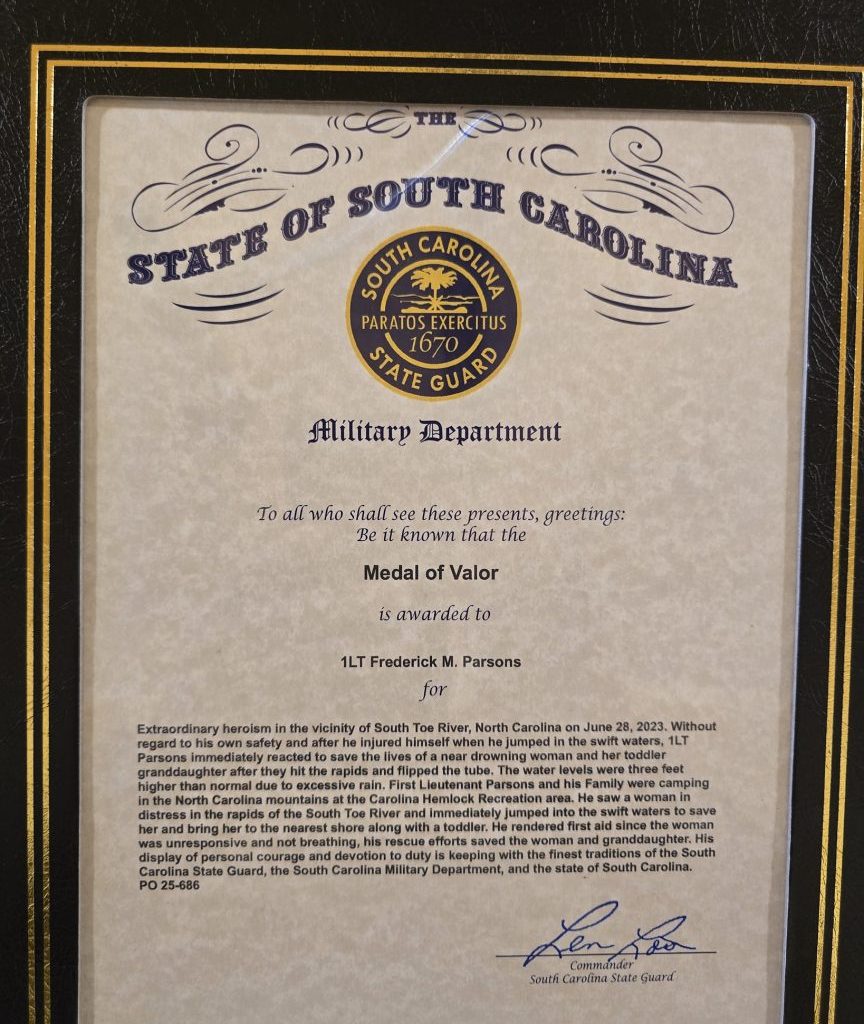 THE
STATE OF SOUTH CAROLINA
SOUTH CAROLINA
PARATOS EXERCITUS
1670
STATE GUARD
Military Department
To all who shall see these presents, greetings:
Be it known that the
Medal of Valor
is awarded to
1LT Frederick M. Parsons
for
Extraordinary heroism in the vicinity of South Toe River, North Carolina on June 28, 2023. Without
regard to his own safety and after he injured himself when he jumped in the swift waters, 1LT
Parsons immediately reacted to save the lives of a near drowning woman and her toddler
granddaughter after they hit the rapids and flipped the tube. The water levels were three feet
higher than normal due to excessive rain. First Lieutenant Parsons and his Family were camping
in the North Carolina mountains at the Carolina Hemlock Recreation area. He saw a woman in
distress in the rapids of the South Toe River and immediately jumped into the swift waters to save
her and bring her to the nearest shore along with a toddler. He rendered first aid since the woman
was unresponsive and not breathing, his rescue efforts saved the woman and granddaughter. His
display of personal courage and devotion to duty is keeping with the finest traditions of the South
Carolina State Guard, the South Carolina Military Department, and the state of South Carolina.
PO 25-686
Commander
South Carolina State Guard